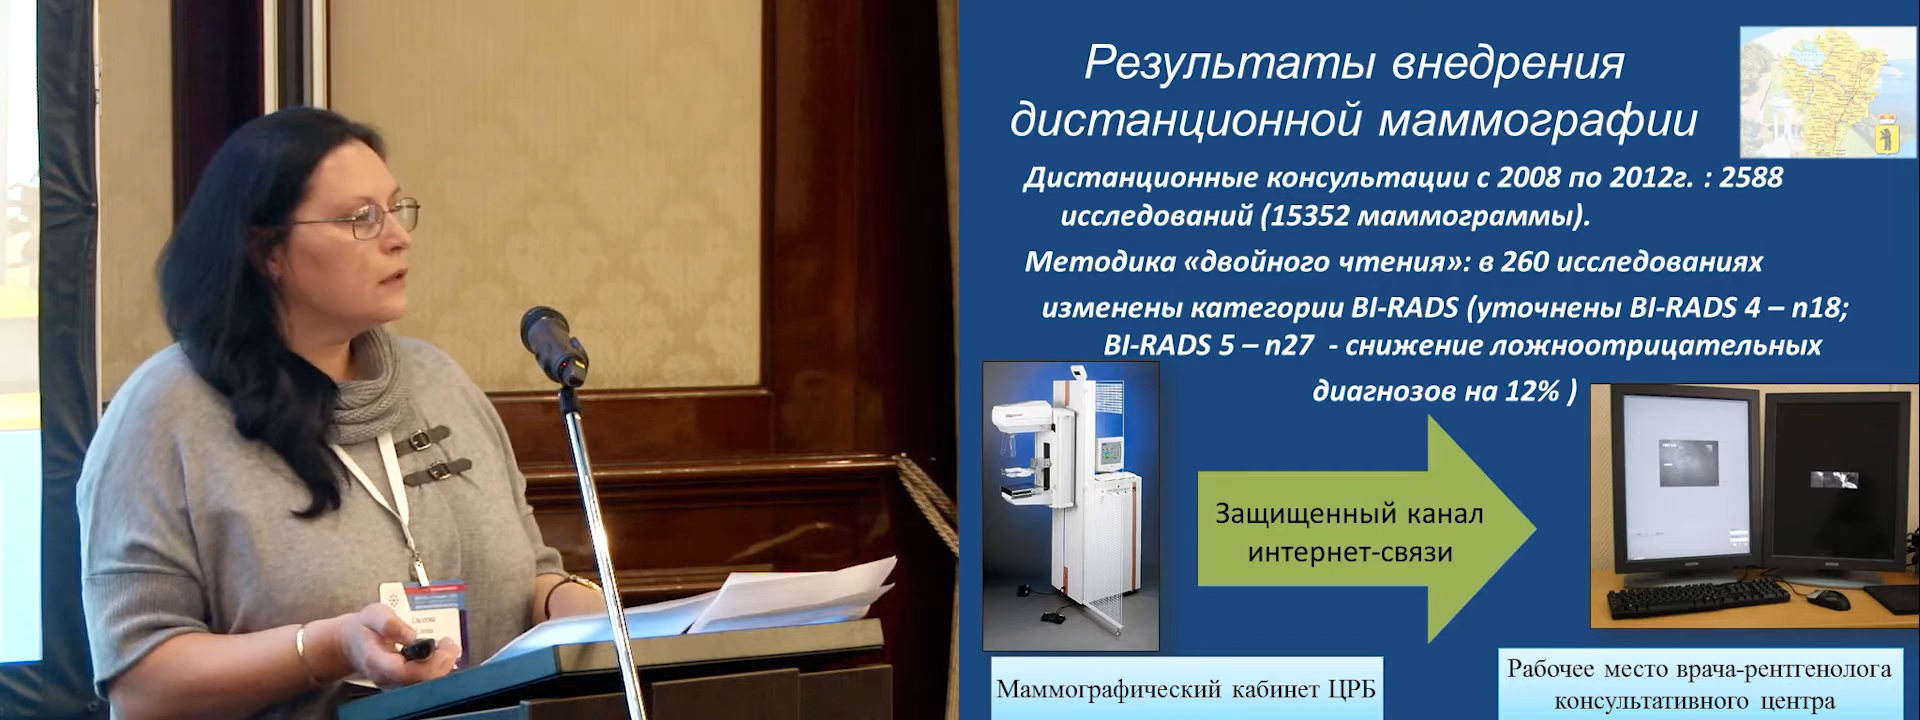 Результаты внедрения
дистанционной маммографии
Дистанционные консультации с 2008 по 2012г. : 2588
исследований (15352 маммограммы).
Методика «двойного чтения»: в 260 исследованиях
изменены категории BI-RADS (уточнены BI-RADS 4 – n18;
BI-RADS 5 – n27 - снижение ложноотрицательных
диагнозов на 12% )
Защищенный канал
интернет-связи
Маммографический кабинет ЦРБ
Рабочее место врача-рентгенолога
консультативного центра